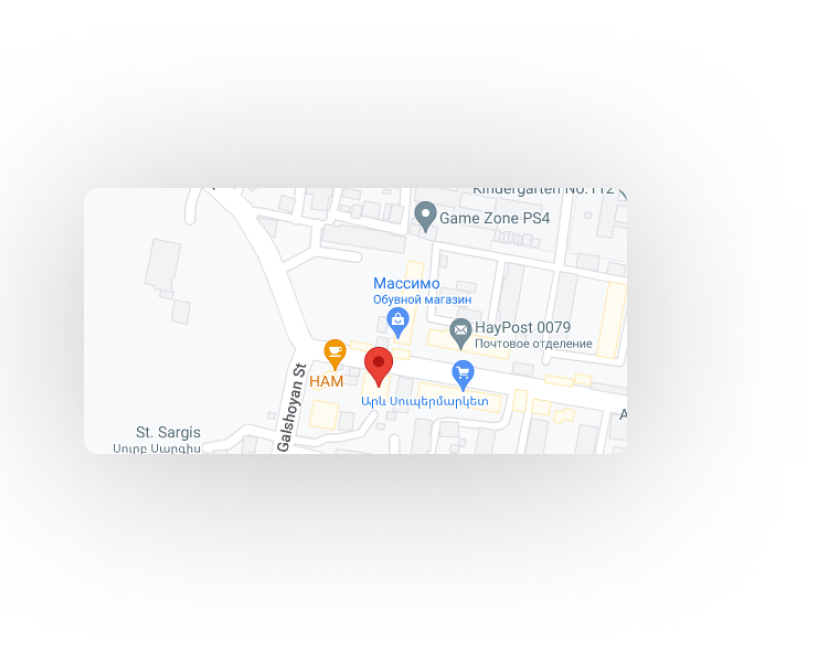 Kindergarten No.112
Game Zone PS4
Массимо
Обувной магазин
HayPost 0079
Почтовое отделение
HAM
Արև Սուպերմարկետ
Galshoyan St
St. Sargis
Սուրբ Սարգիս